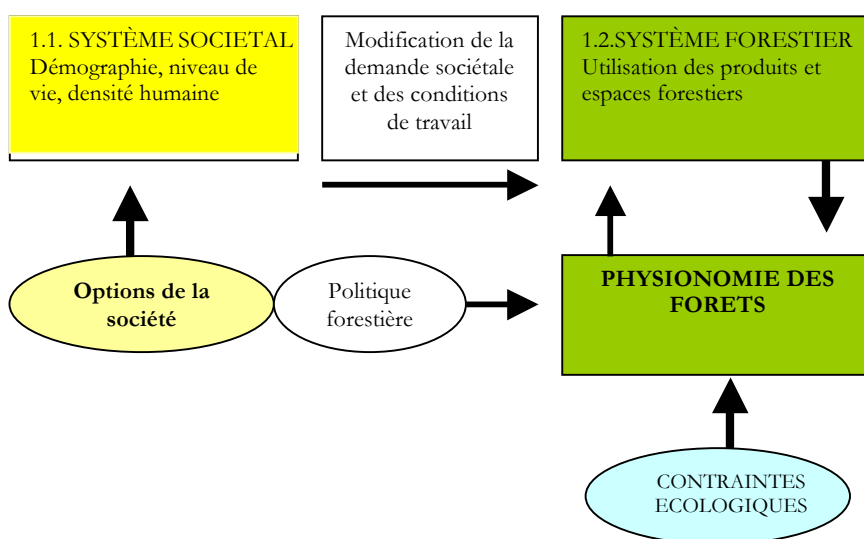 1.1. SYSTÈME SOCIETAL
Démographie, niveau de
vie, densité humaine
Modification de la
demande sociétale
et des conditions
de travail
1.2.SYSTÈME FORESTIER
Utilisation des produits et
espaces forestiers
Options de la
société
Politique
forestière
PHYSIONOMIE DES
FORETS
CONTRAINTES
ECOLOGIQUES